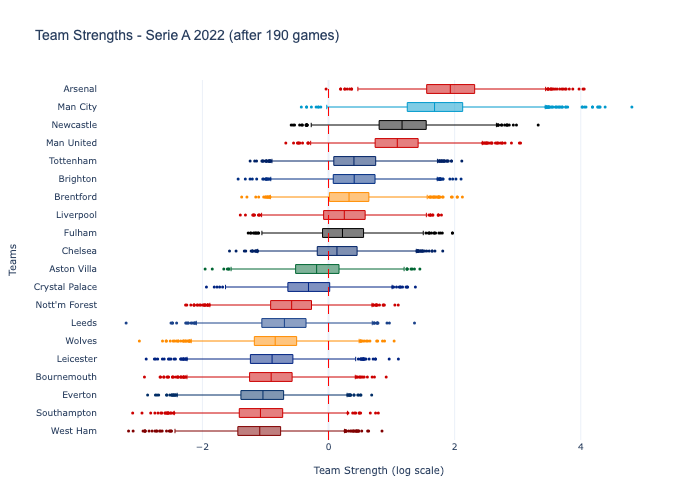 Team Strengths - Serie A 2022 (after 190 games)
Arsenal
Man City
Newcastle
Man United
Tottenham
Brighton
Brentford
Liverpool
Fulham
Chelsea
Aston Villa
Crystal Palace
Nott'm Forest
Leeds
Wolves
Leicester
Bournemouth
Everton
Southampton
West Ham
Teams
−2 0 2 4
Team Strength (log scale)